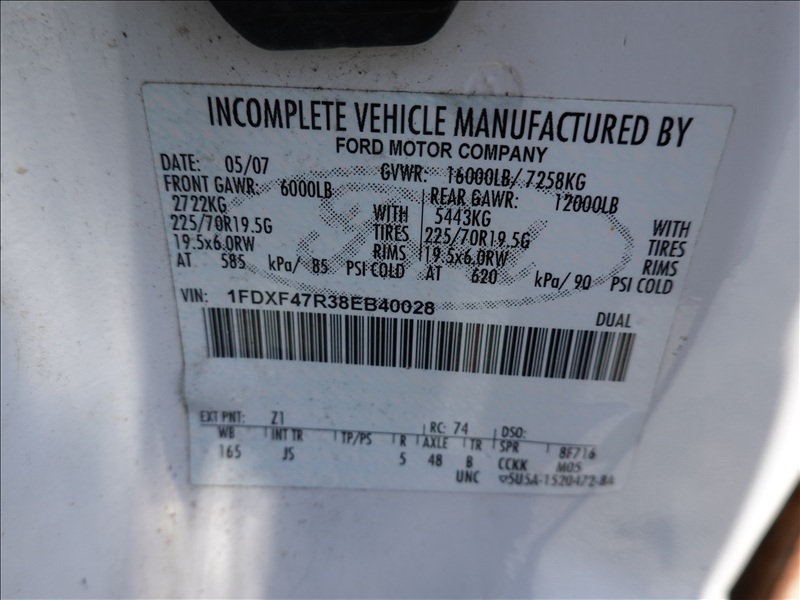 INCOMPLETE VEHICLE MANUFACTURED BY
FORD MOTOR COMPANY
DATE: 05/07 GVWR: 16000LB/ 7258KG
FRONT GAWR: 6000LB REAR GAWR: 12000LB
2722KG WITH 5443KG WITH
225/70R19.5G TIRES 225/70R19.5G TIRES
19.5x6.0RW RIMS 19.5x6.0RW RIMS
AT 585 kPa/ 85 PSI COLD AT 620 kPa/ 90 PSI COLD
VIN: 1FDXF47R38EB40028
DUAL
EXT PNT: Z1 RC: 74 DSO:
WB INT TR TP/PS R AXLE TR SPR 8F716
165 JS 5 48 B CCKK M05
UNC 5U5A-1520472-BA